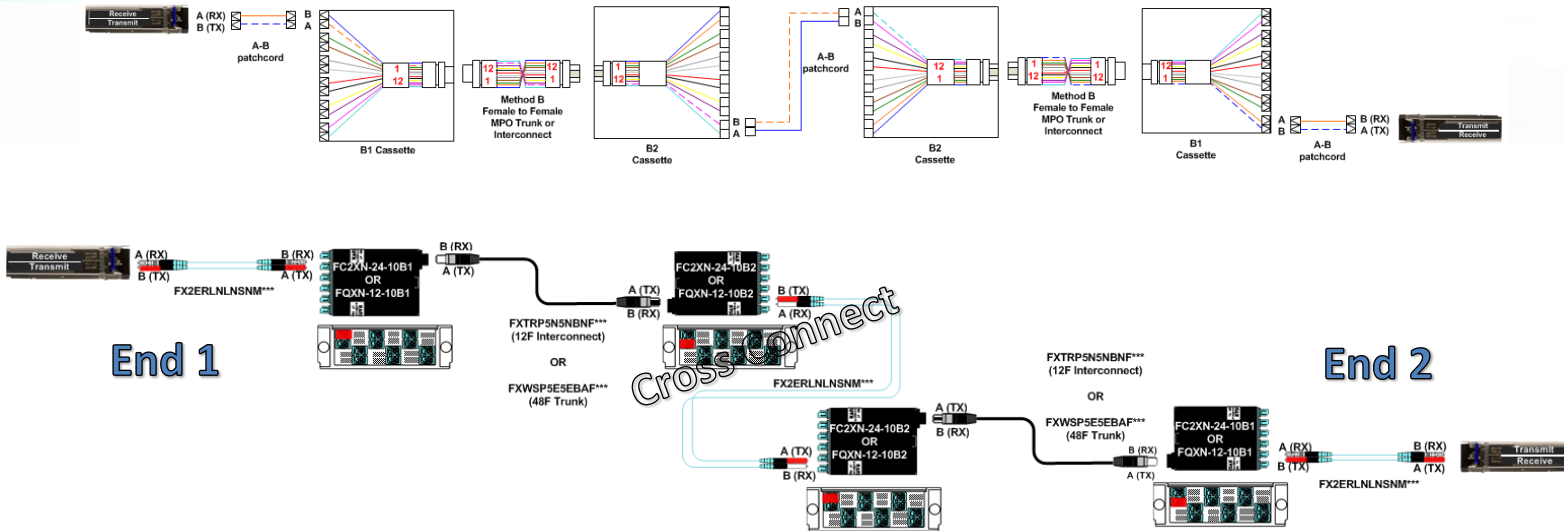 Receive
Transmit
A (RX)
B (TX)
A-B
patchcord
B
A
1
12
B1 Cassette
12
1
12
1
Method B
Female to Female
MPO Trunk or
Interconnect
1
12
B2
Cassette
B
A
A-B
patchcord
A
B
12
1
B2
Cassette
12
1
12
1
Method B
Female to Female
MPO Trunk or
Interconnect
1
12
B1
Cassette
A
B
A-B
patchcord
B (RX)
A (TX)
Transmit
Receive
Receive
Transmit
A (RX)
B (TX)
B (RX)
A (TX)
FX2ERLNLNSNM***
FC2XN-24-10B1
OR
FQXN-12-10B1
B (RX)
A (TX)
FXTRP5N5NBNF***
(12F Interconnect)
OR
FXWSP5E5EBAF***
(48F Trunk)
A (TX)
B (RX)
FC2XN-24-10B2
OR
FQXN-12-10B2
B (TX)
A (RX)
End 1
Cross Connect
FX2ERLNLNSNM***
A (TX)
B (RX)
FC2XN-24-10B2
OR
FQXN-12-10B2
A (TX)
B (RX)
FXTRP5N5NBNF***
(12F Interconnect)
OR
FXWSP5E5EBAF***
(48F Trunk)
B (RX)
A (TX)
End 2
FC2XN-24-10B1
OR
FQXN-12-10B1
A (RX)
B (TX)
B (RX)
A (TX)
FX2ERLNLNSNM***
Transmit
Receive